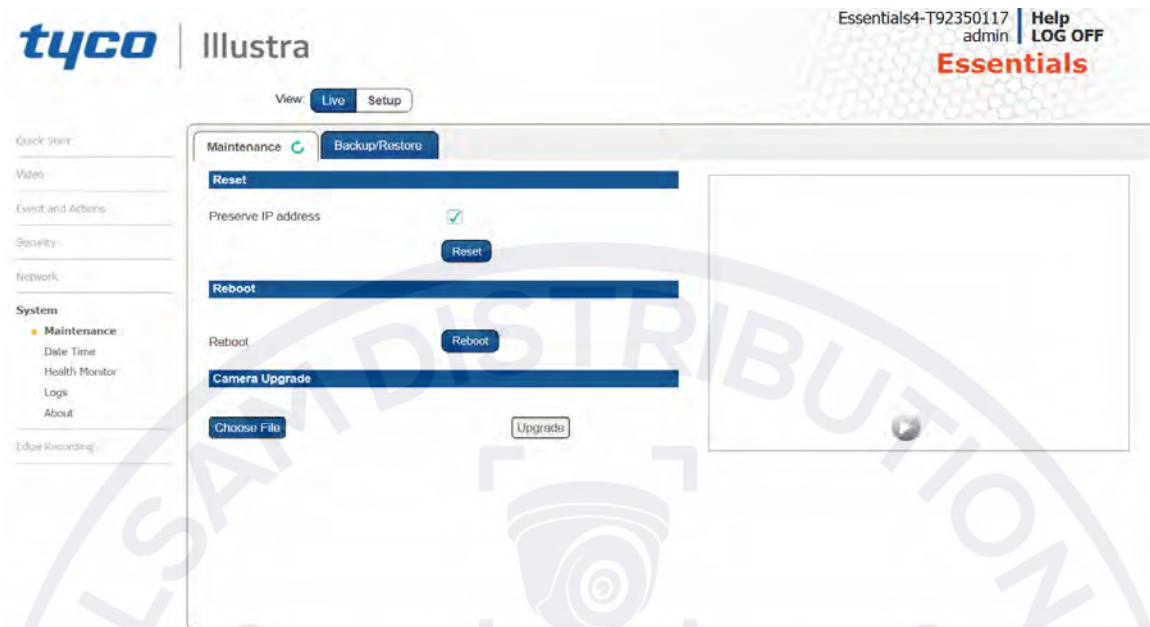 tyco Illustra
Essentials4-T92350117 Help
admin LOG OFF
Essentials
View: Live Setup
Quick Start
Video
Event and Actions
Security
Network
System
Maintenance
Date Time
Health Monitor
Logs
About
Edge Recording
Maintenance Backup/Restore
Reset
Preserve IP address
Reset
Reboot
Reboot Reboot
Camera Upgrade
Choose File Upgrade
LSAM DISTRIBUTION